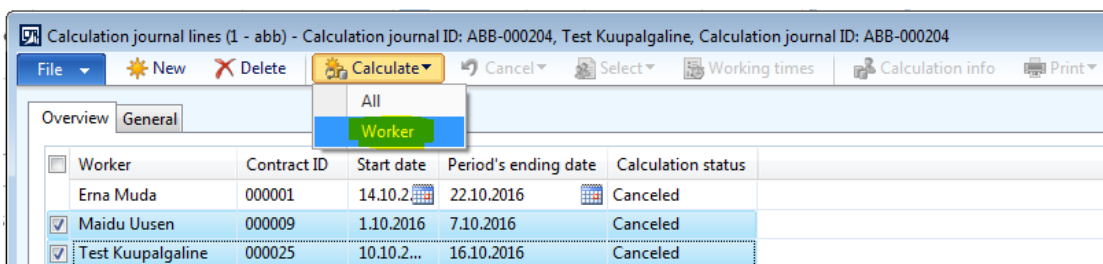 Calculation journal lines (1 - abb) - Calculation journal ID: ABB-000204, Test Kuupalgaline, Calculation journal ID: ABB-000204
File New Delete Calculate Cancel Select Working times Calculation info Print
All
Overview General
Worker
Worker Contract ID Start date Period's ending date Calculation status
Erna Muda 000001 14.10.2 22.10.2016 Canceled
Maidu Uusen 000009 1.10.2016 7.10.2016 Canceled
Test Kuupalgaline 000025 10.10.2... 16.10.2016 Canceled